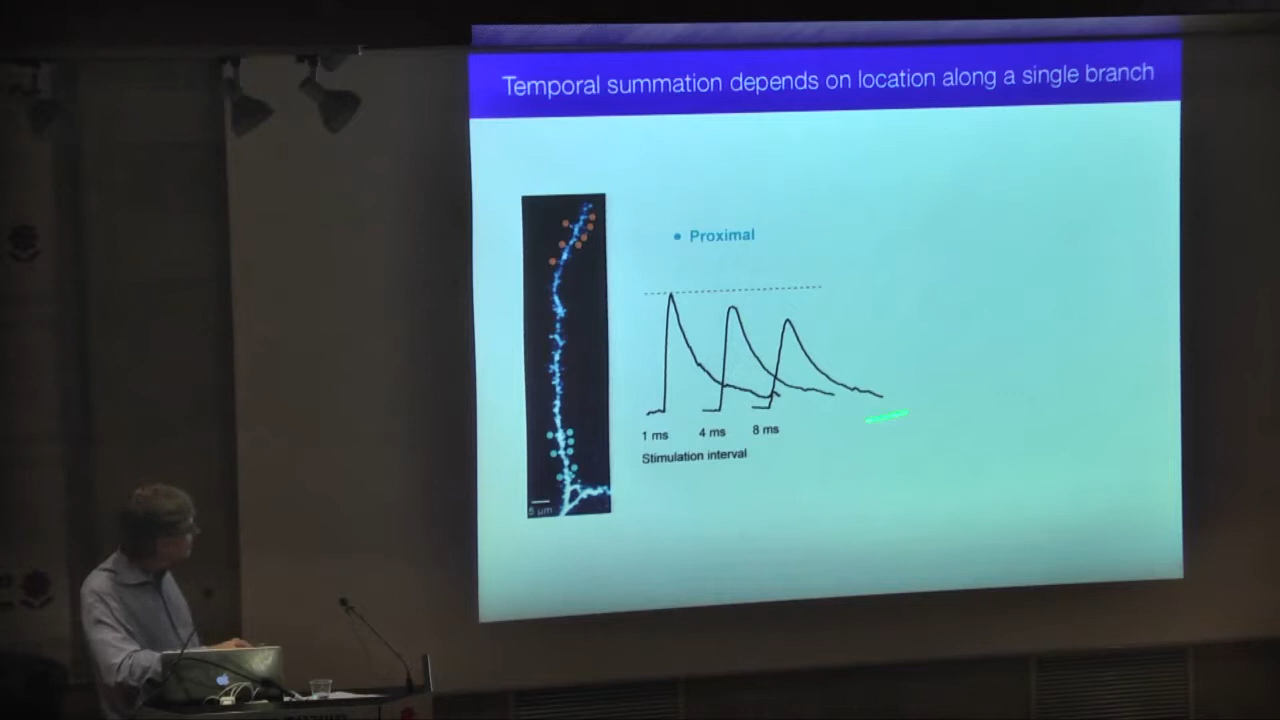 Temporal summation depends on location along a single branch
• Proximal
1 ms 4 ms 8 ms
Stimulation interval
5 µm